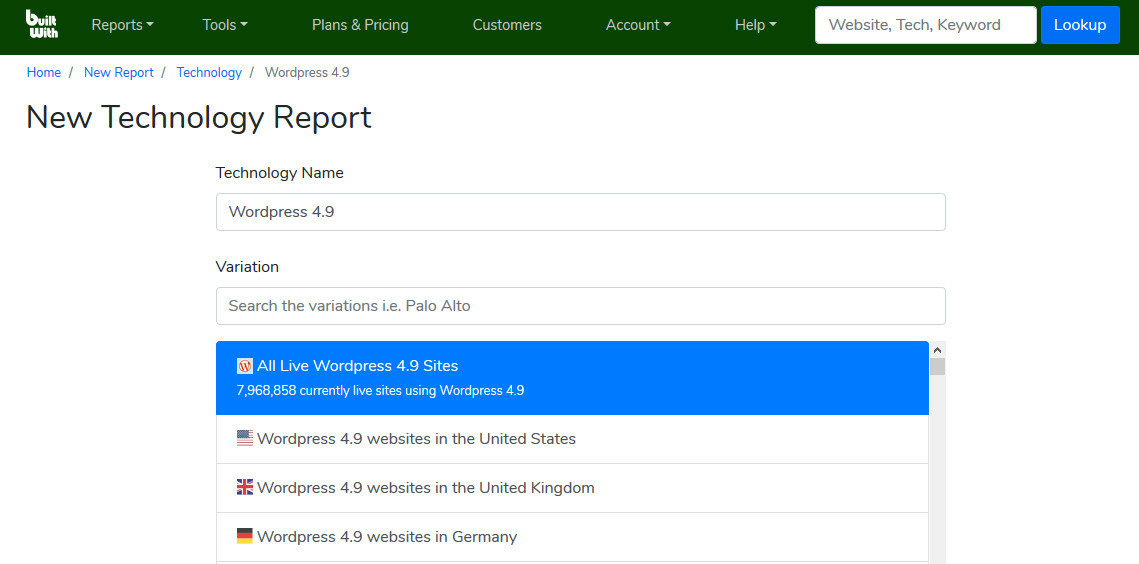 built
with
Reports Tools Plans & Pricing Customers Account Help Website, Tech, Keyword Lookup
Home / New Report / Technology / Wordpress 4.9
New Technology Report
Technology Name
Wordpress 4.9
Variation
Search the variations i.e. Palo Alto
All Live Wordpress 4.9 Sites
7,968,858 currently live sites using Wordpress 4.9
Wordpress 4.9 websites in the United States
Wordpress 4.9 websites in the United Kingdom
Wordpress 4.9 websites in Germany